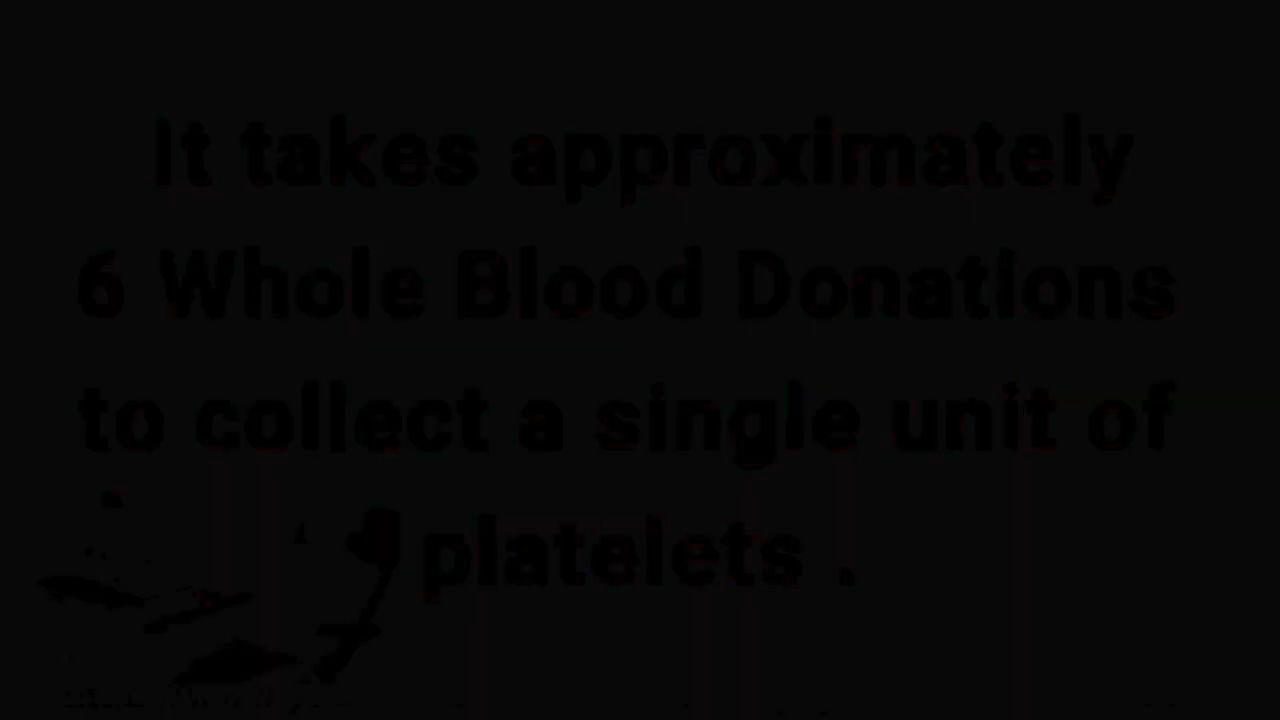 It takes approximately
6 Whole Blood Donations
to collect a single unit of
platelets .